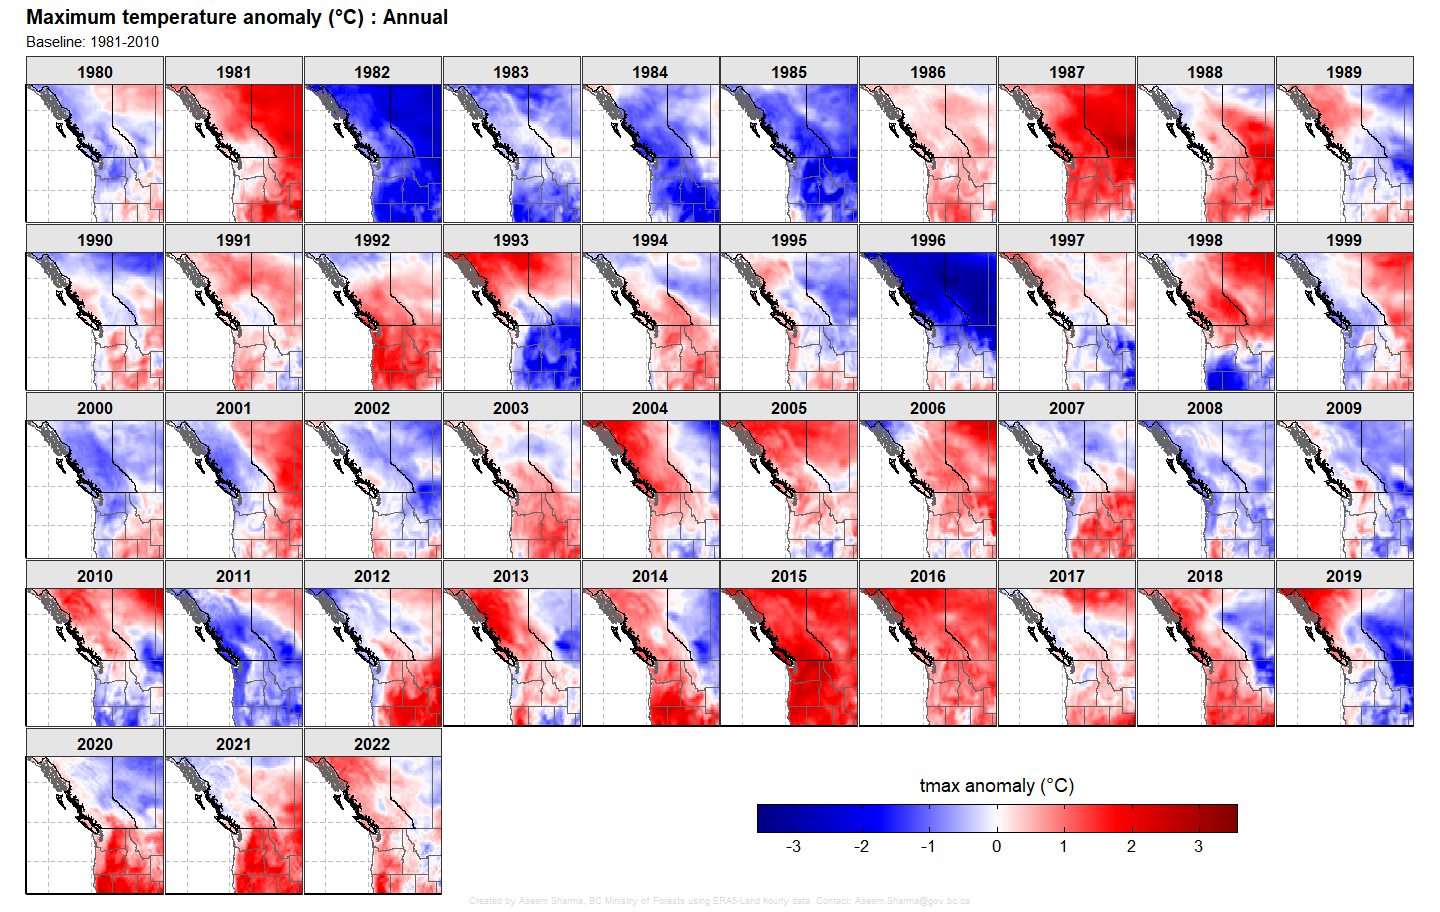 Maximum temperature anomaly (°C) : Annual
Baseline: 1981-2010
1980 1981 1982 1983 1984 1985 1986 1987 1988 1989
1990 1991 1992 1993 1994 1995 1996 1997 1998 1999
2000 2001 2002 2003 2004 2005 2006 2007 2008 2009
2010 2011 2012 2013 2014 2015 2016 2017 2018 2019
2020 2021 2022
tmax anomaly (°C)
-3 -2 -1 0 1 2 3
Created by Aseem Sharma, BC Ministry of Forests using ERA5-Land hourly data. Contact: Aseem.Sharma@gov.bc.ca